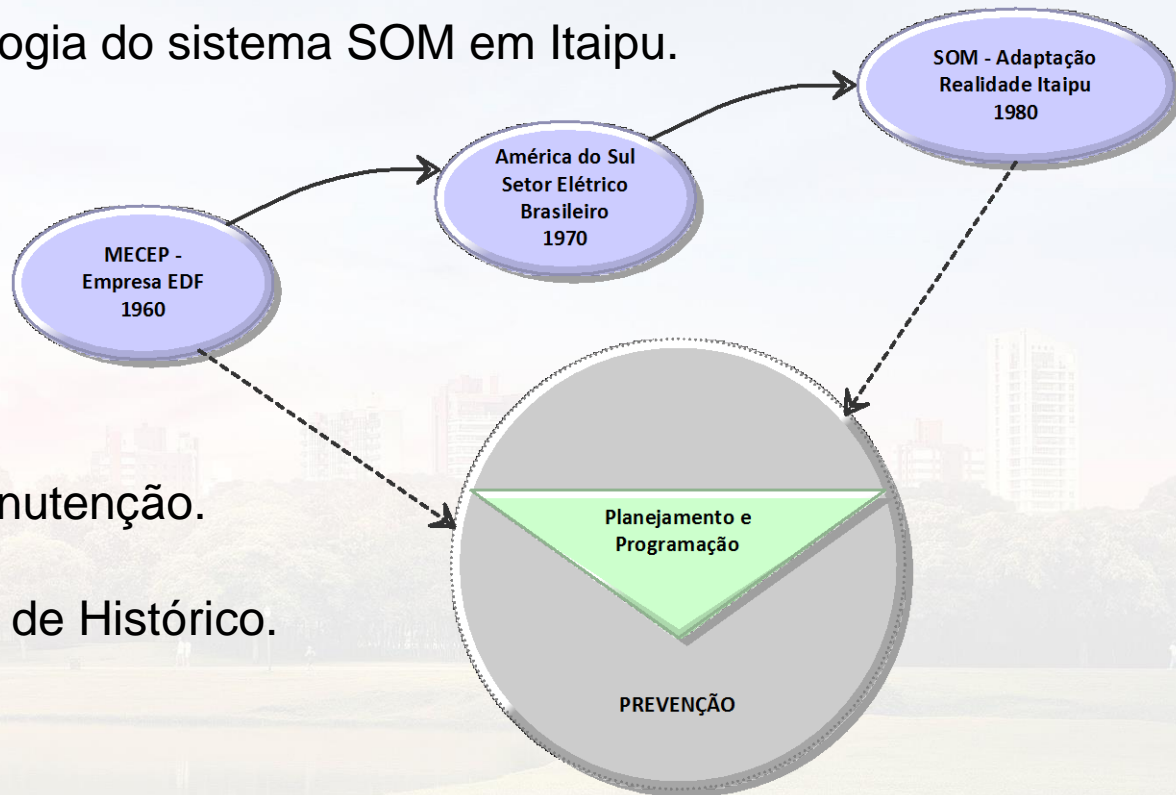 ogia do sistema SOM em Itaipu.
SOM - Adaptação
Realidade Itaipu
1980
América do Sul
Setor Elétrico
Brasileiro
1970
MECEP -
Empresa EDF
1960
nutenção.
de Histórico.
Planejamento e
Programação
PREVENÇÃO